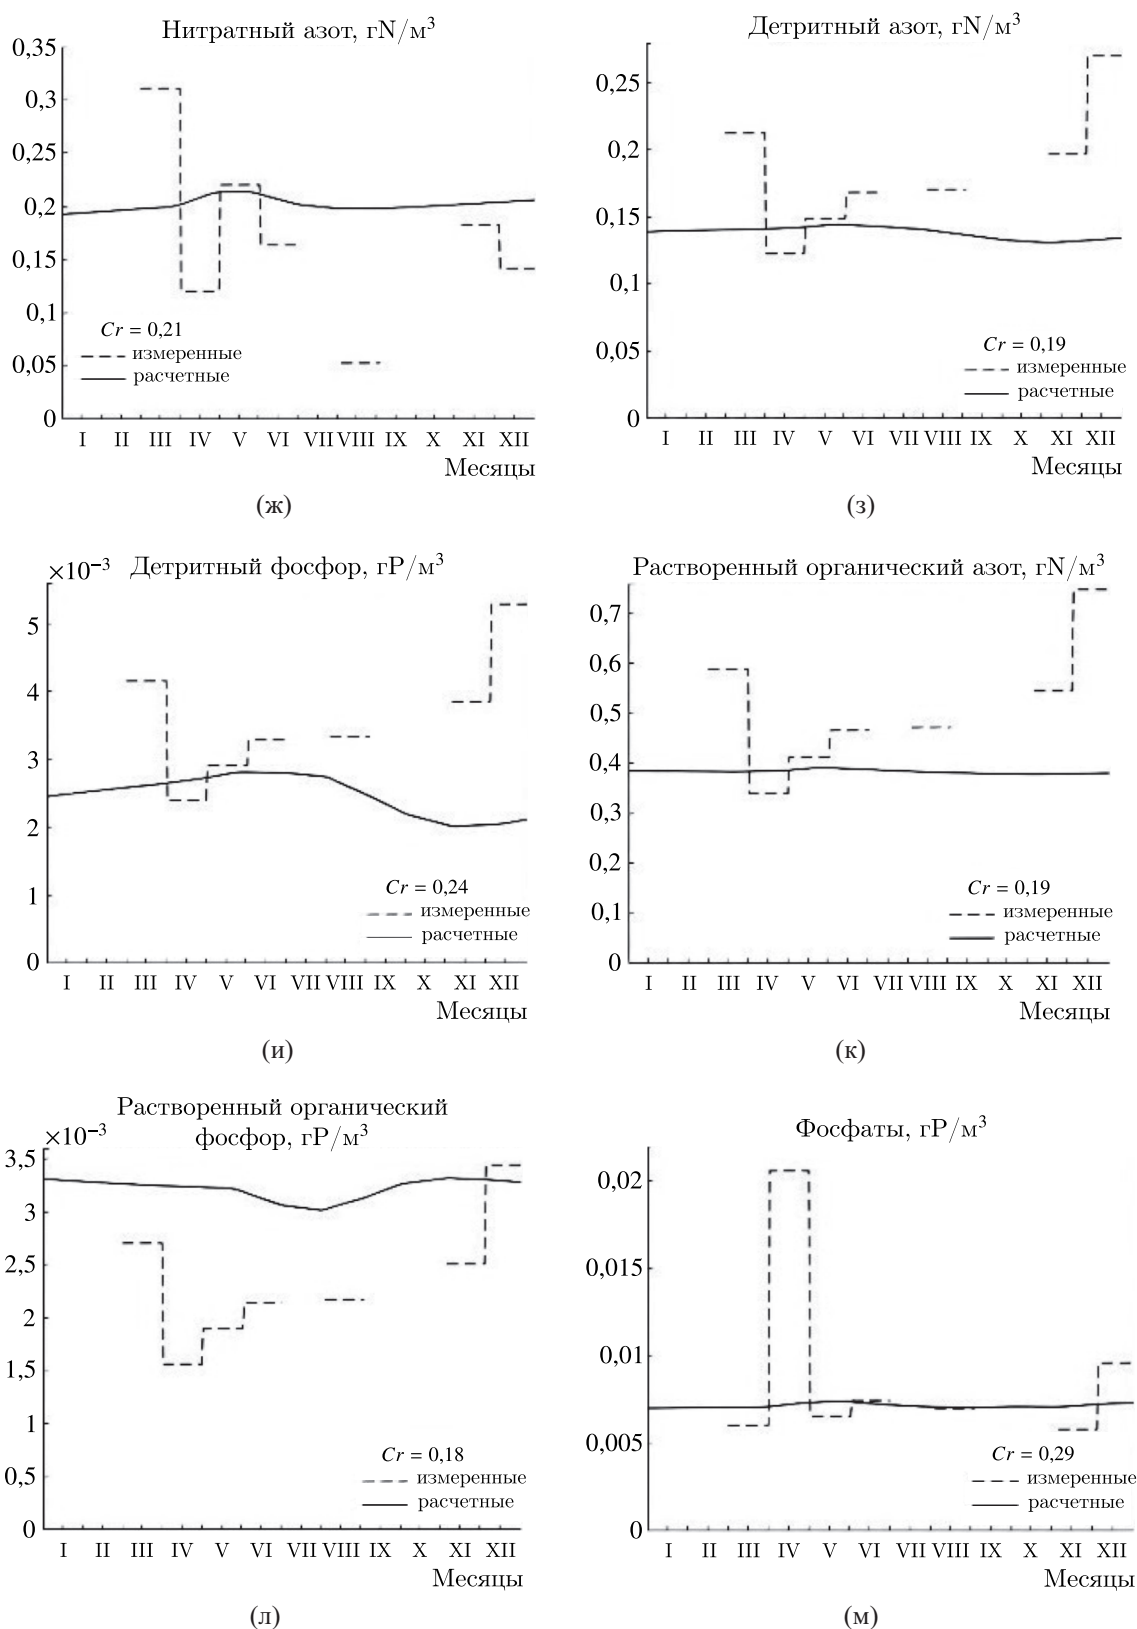 Нитратный азот, гN/м³
0,35
0,3
0,25
0,2
0,15
0,1
0,05
0
Cr = 0,21
измеренные
расчетные
I II III IV V VI VII VIII IX X XI XII
Месяцы
(ж)
Детритный азот, гN/м³
0,25
0,2
0,15
0,1
0,05
0
Cr = 0,19
измеренные
расчетные
I II III IV V VI VII VIII IX X XI XII
Месяцы
(з)
×10⁻³ Детритный фосфор, гP/м³
5
4
3
2
1
0
Cr = 0,24
измеренные
расчетные
I II III IV V VI VII VIII IX X XI XII
Месяцы
(и)
Растворенный органический азот, гN/м³
0,7
0,6
0,5
0,4
0,3
0,2
0,1
0
Cr = 0,19
измеренные
расчетные
I II III IV V VI VII VIII IX X XI XII
Месяцы
(к)
Растворенный органический
×10⁻³ фосфор, гP/м³
3,5
3
2,5
2
1,5
1
0,5
0
Cr = 0,18
измеренные
расчетные
I II III IV V VI VII VIII IX X XI XII
Месяцы
(л)
Фосфаты, гP/м³
0,02
0,015
0,01
0,005
0
Cr = 0,29
измеренные
расчетные
I II III IV V VI VII VIII IX X XI XII
Месяцы
(м)